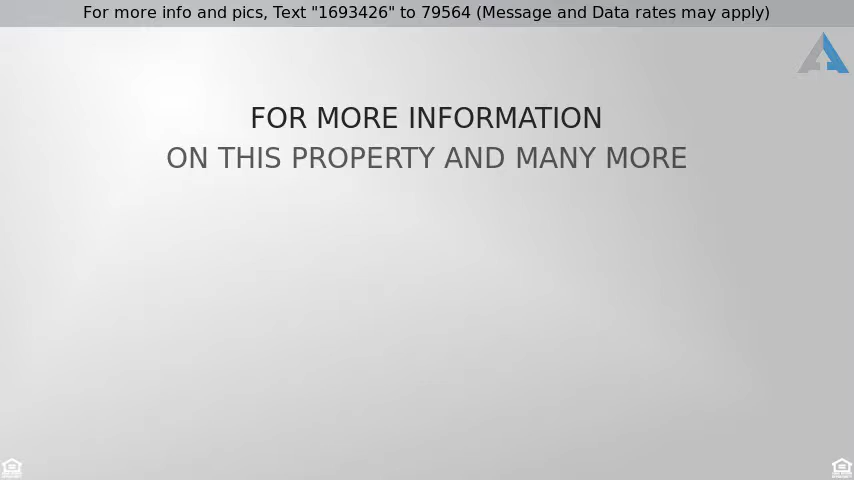 For more info and pics, Text "1693426" to 79564 (Message and Data rates may apply)
FOR MORE INFORMATION
ON THIS PROPERTY AND MANY MORE